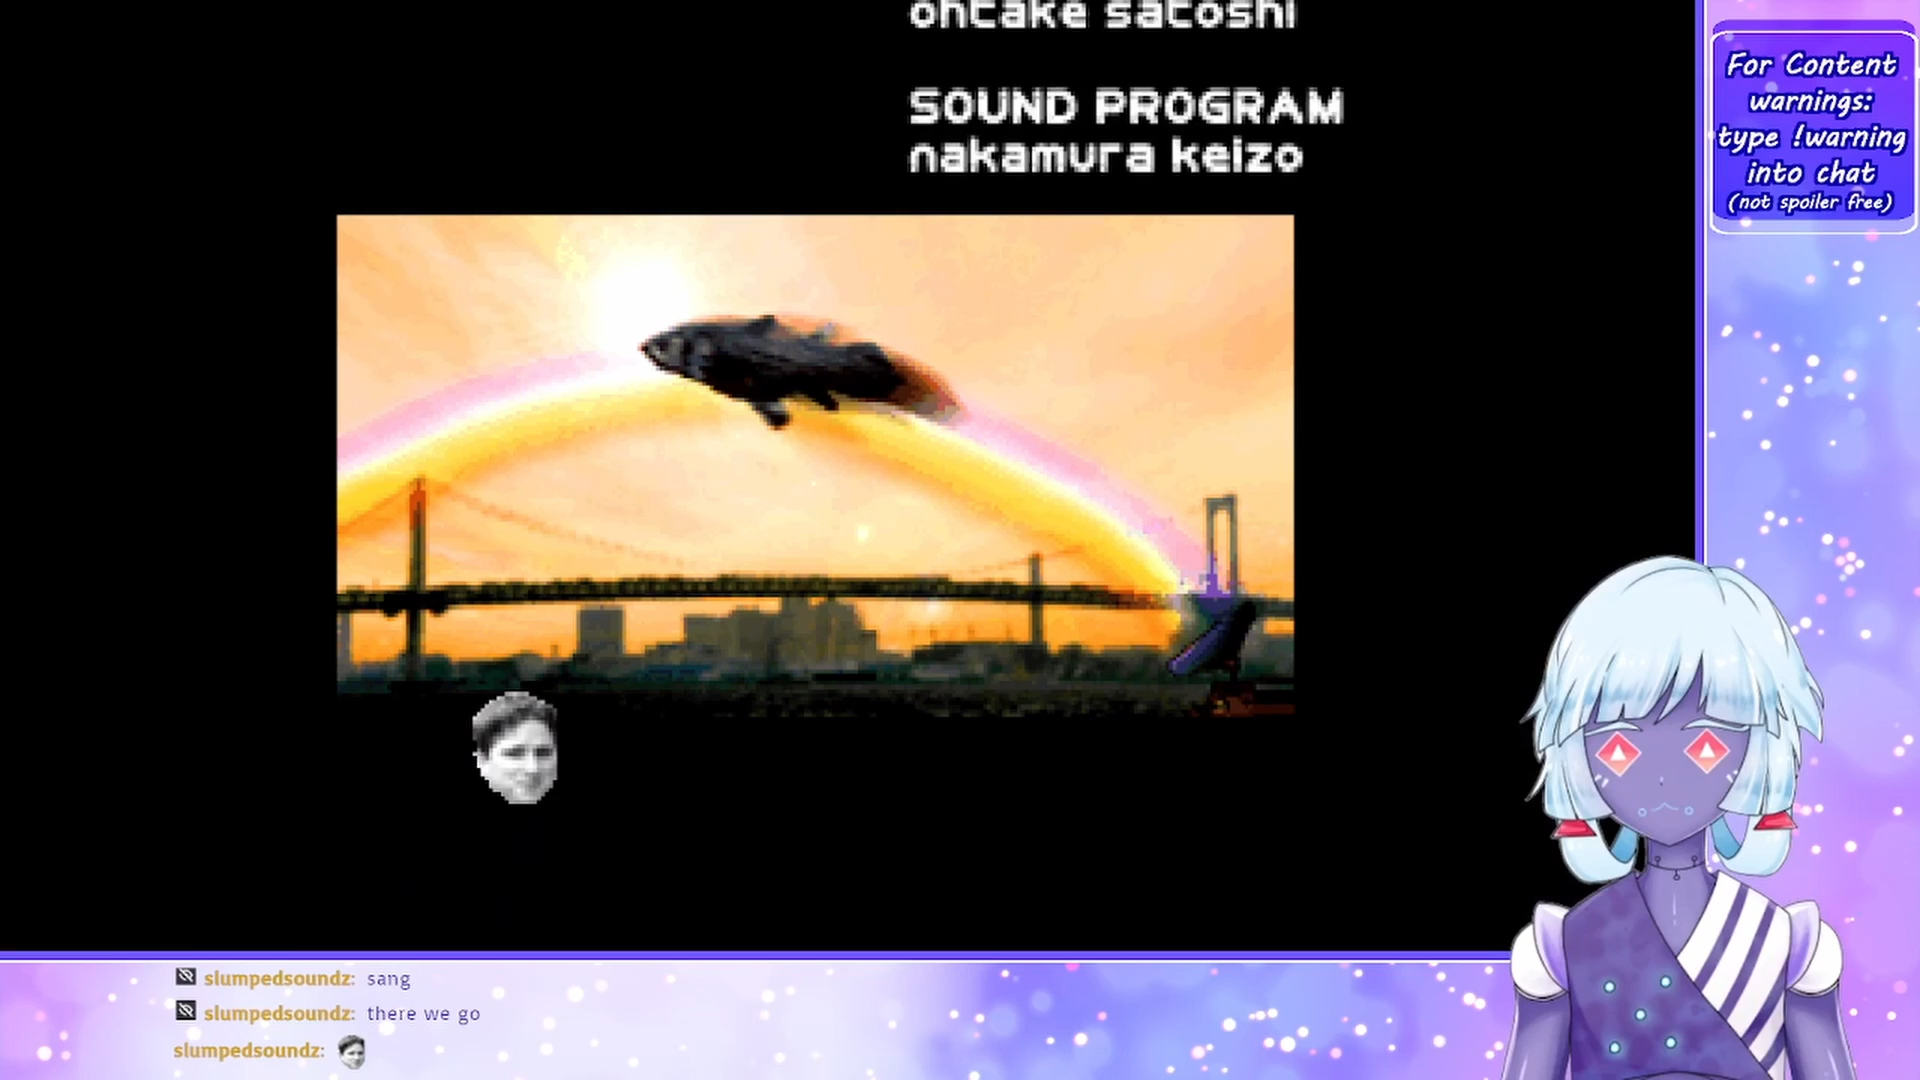 ohtake satoshi
SOUND PROGRAM
nakamura keizo
For Content
warnings:
type !warning
into chat
(not spoiler free)
slumpedsoundz: sang
slumpedsoundz: there we go
slumpedsoundz: